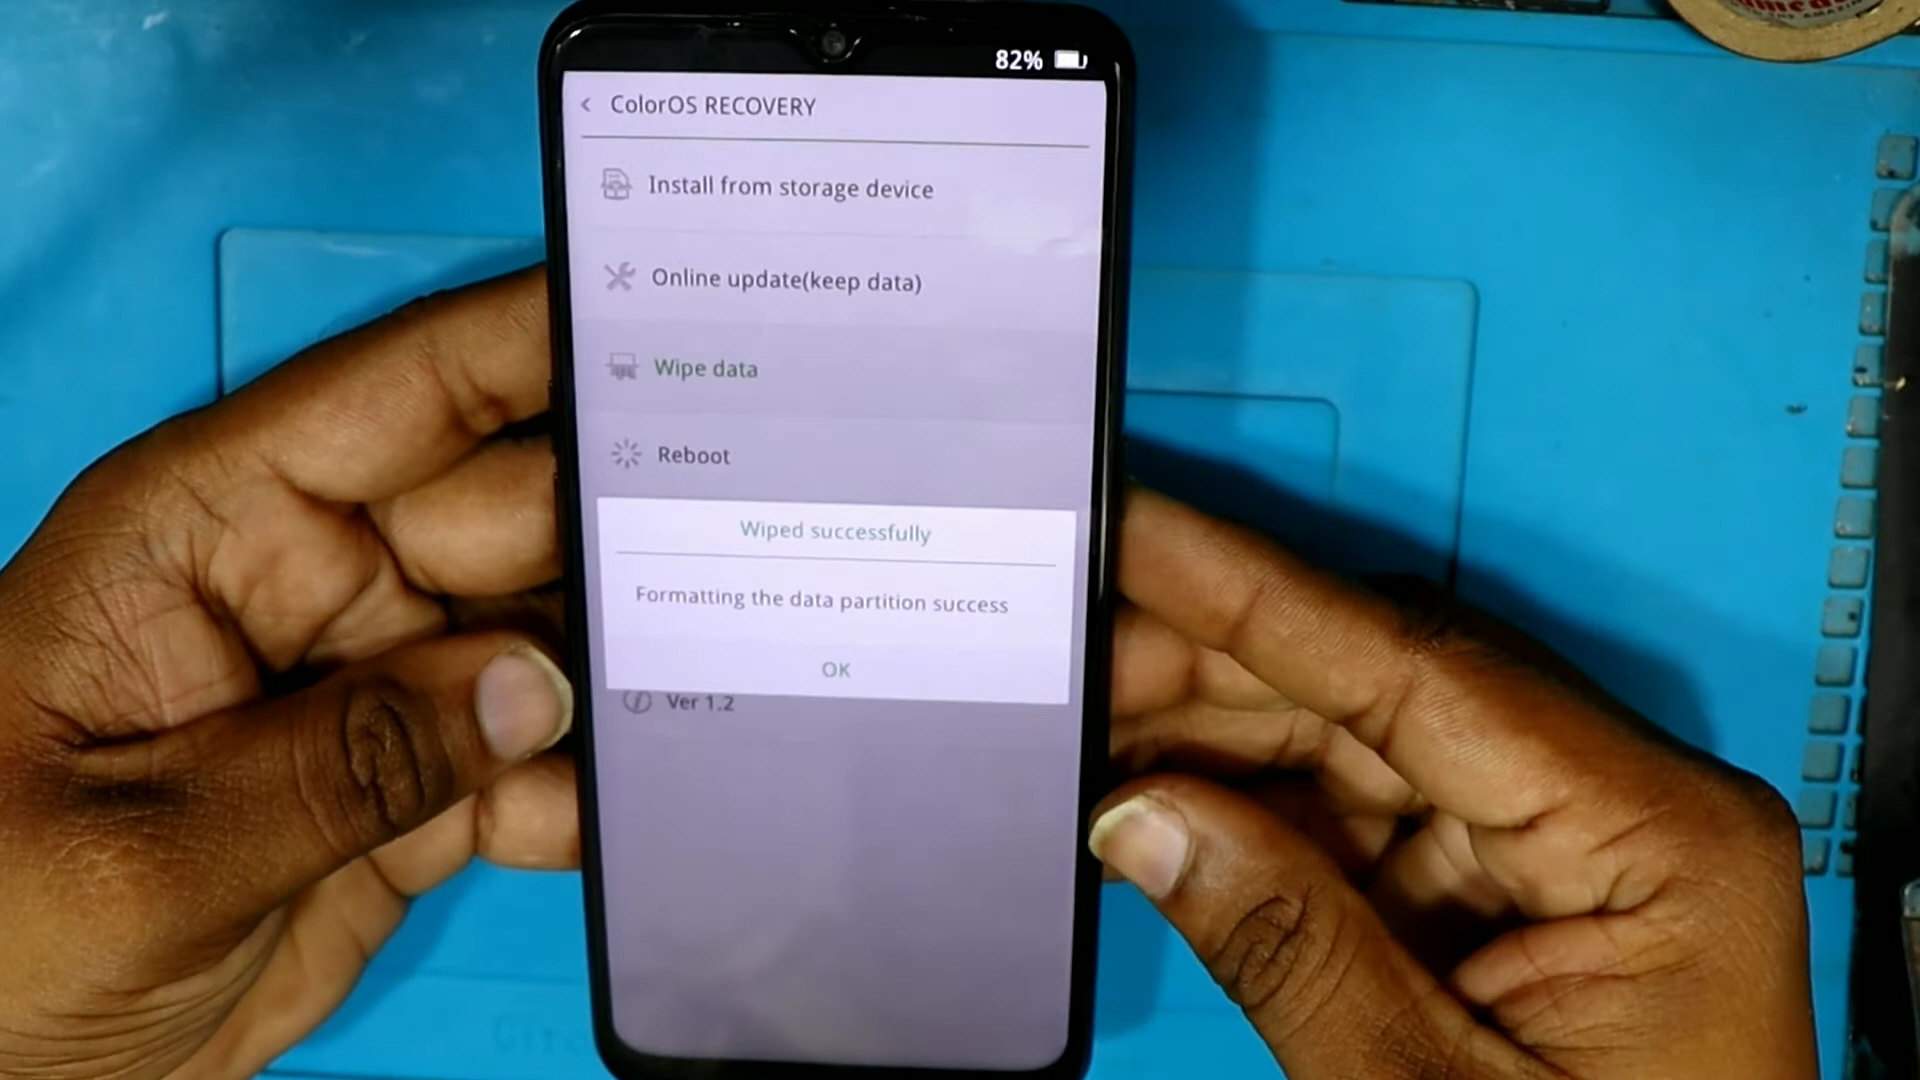 82%
ColorOS RECOVERY
Install from storage device
Online update(keep data)
Wipe data
Reboot
Wiped successfully
Formatting the data partition success
OK
Ver 1.2